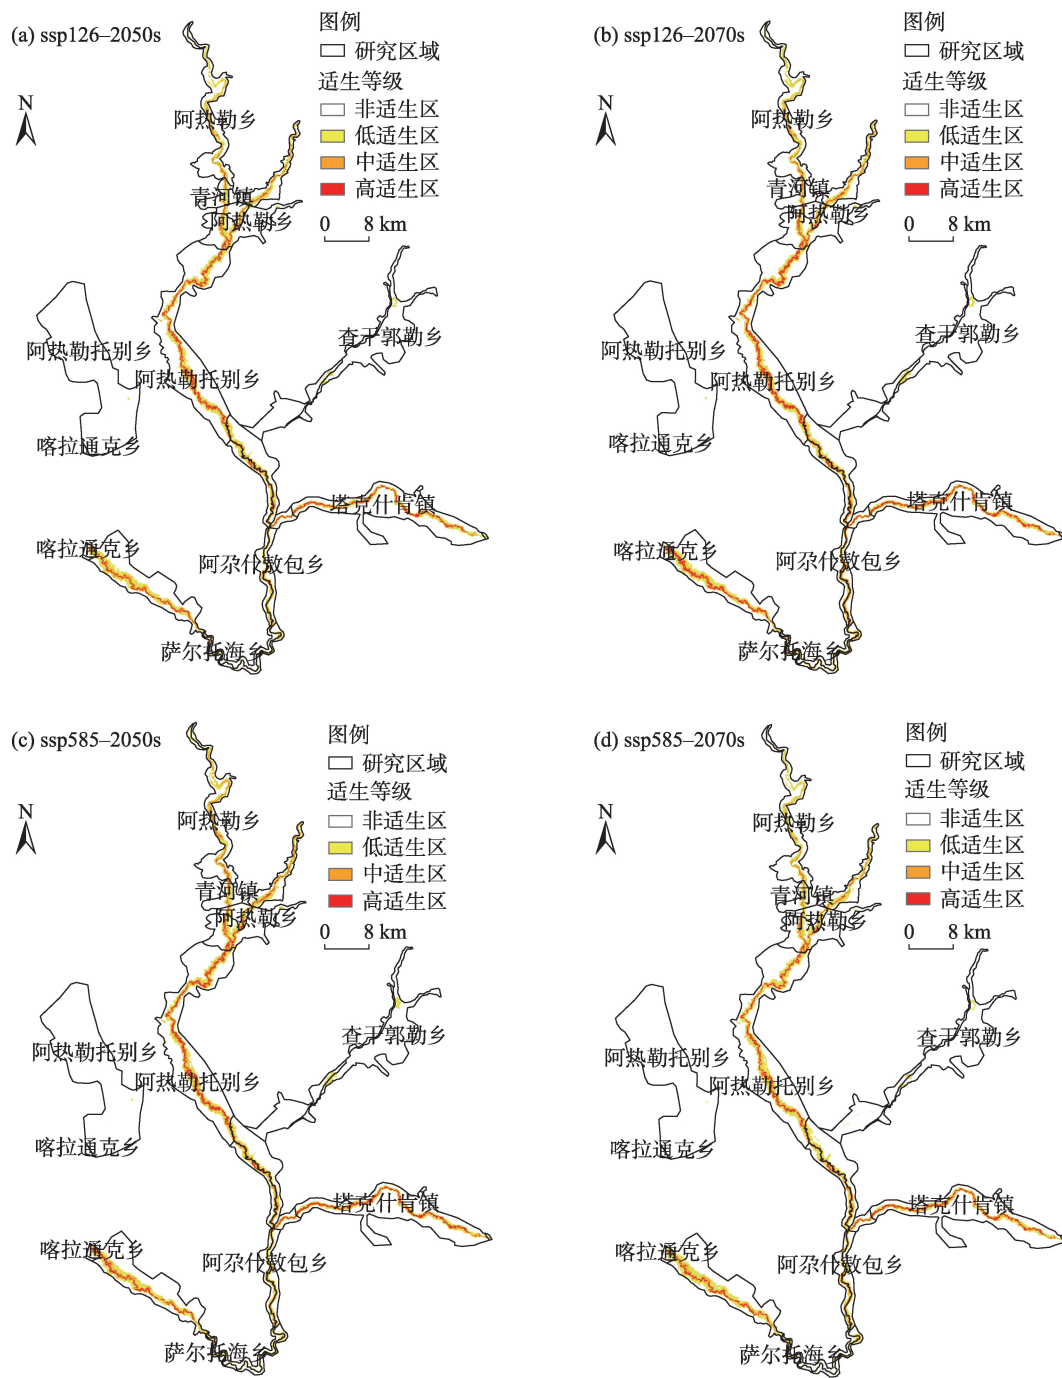 (a) ssp126–2050s
图例
研究区域
适生等级
非适生区
低适生区
中适生区
高适生区
0 8 km
N
阿热勒乡
青河镇
阿热勒乡
查干郭勒乡
阿热勒托别乡
阿热勒托别乡
喀拉通克乡
塔克什肯镇
喀拉通克乡
阿尕什敖包乡
萨尔托海乡
(b) ssp126–2070s
图例
研究区域
适生等级
非适生区
低适生区
中适生区
高适生区
0 8 km
N
阿热勒乡
青河镇
阿热勒乡
查干郭勒乡
阿热勒托别乡
阿热勒托别乡
喀拉通克乡
塔克什肯镇
喀拉通克乡
阿尕什敖包乡
萨尔托海乡
(c) ssp585–2050s
图例
研究区域
适生等级
非适生区
低适生区
中适生区
高适生区
0 8 km
N
阿热勒乡
青河镇
阿热勒乡
查干郭勒乡
阿热勒托别乡
阿热勒托别乡
喀拉通克乡
塔克什肯镇
喀拉通克乡
阿尕什敖包乡
萨尔托海乡
(d) ssp585–2070s
图例
研究区域
适生等级
非适生区
低适生区
中适生区
高适生区
0 8 km
N
阿热勒乡
青河镇
阿热勒乡
查干郭勒乡
阿热勒托别乡
阿热勒托别乡
喀拉通克乡
塔克什肯镇
喀拉通克乡
阿尕什敖包乡
萨尔托海乡